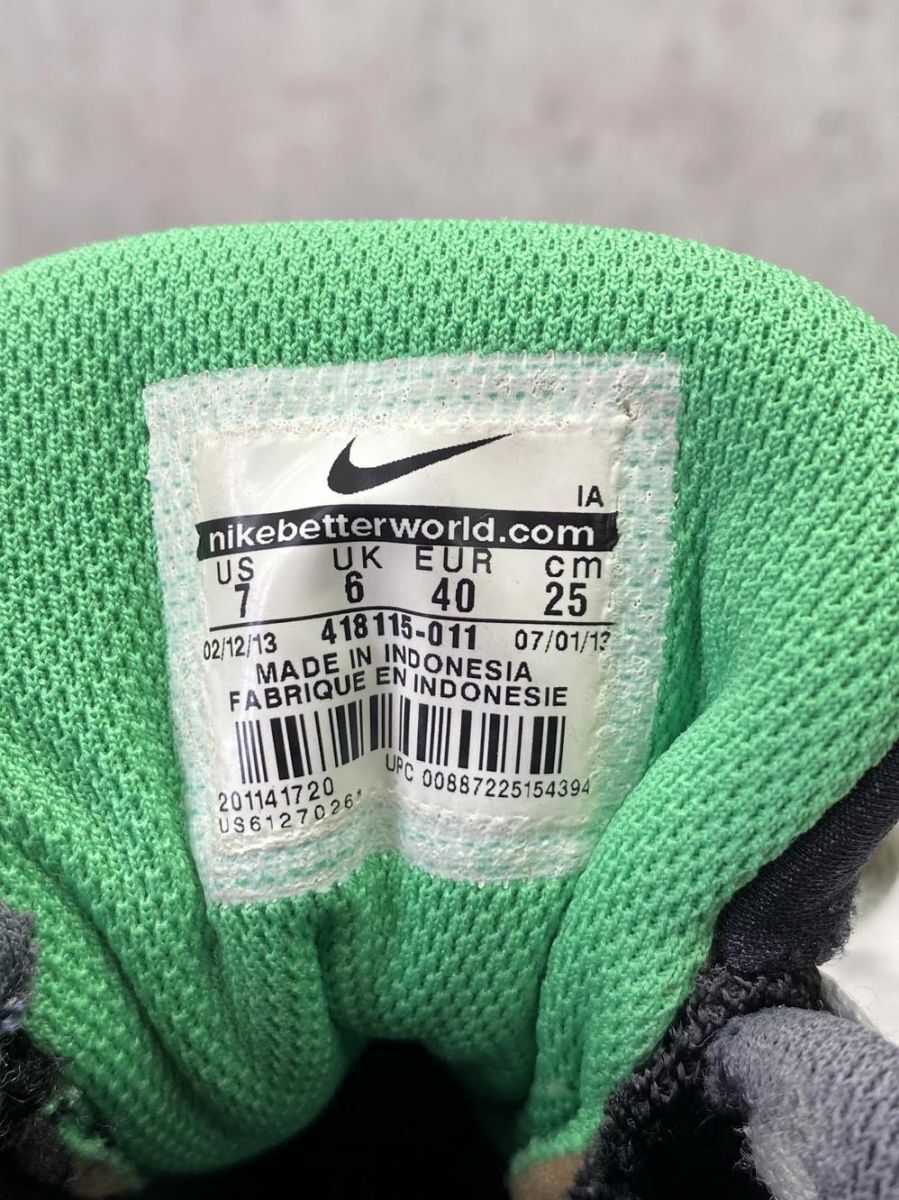 IA
nikebetterworld.com
US UK EUR cm
7 6 40 25
02/12/13 418115-011 07/01/13
MADE IN INDONESIA
FABRIQUE EN INDONESIE
201141720 UPC 00887225154394
US6127026*